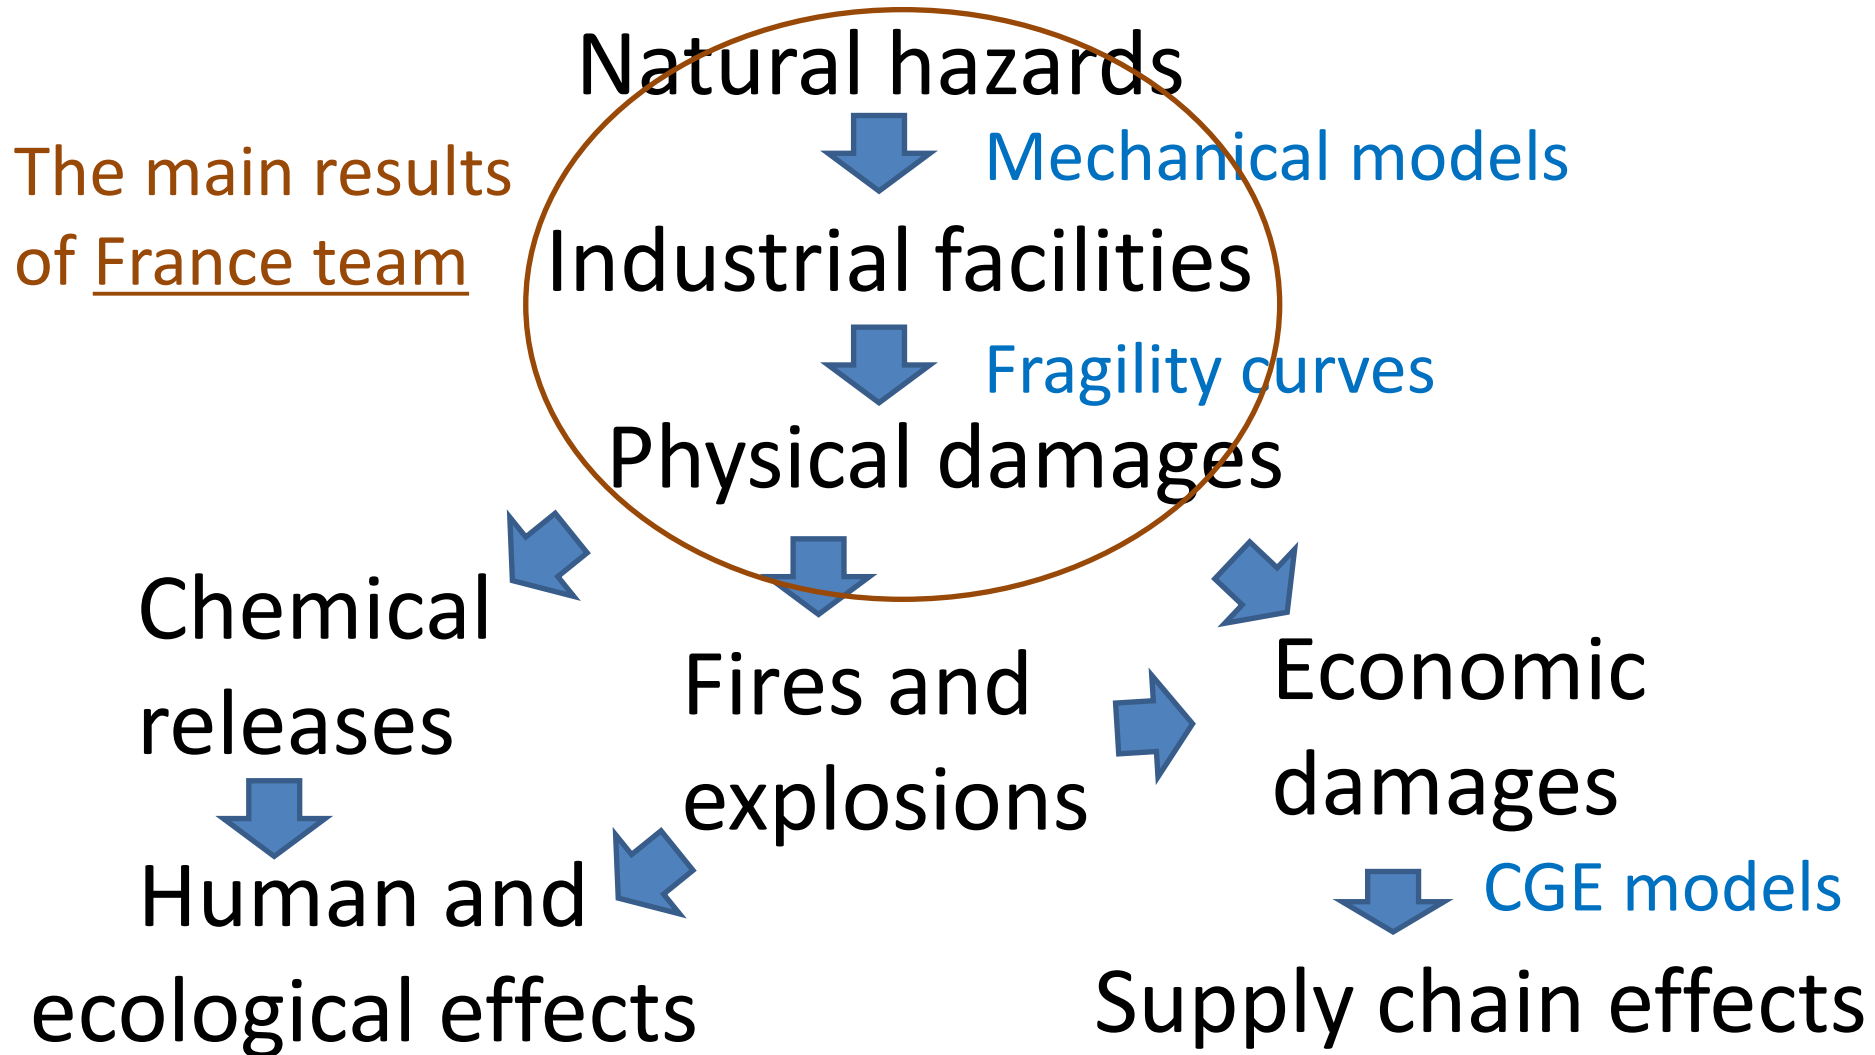 Natural hazards
Mechanical models
The main results
of France team
Industrial facilities
Fragility curves
Physical damages
Chemical
releases
Fires and
explosions
Economic
damages
Human and
ecological effects
CGE models
Supply chain effects